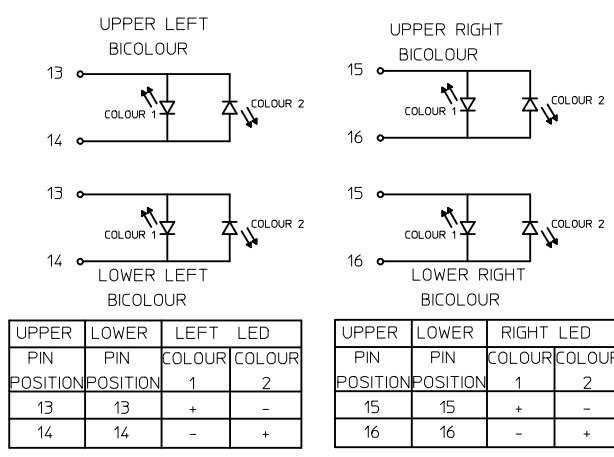 UPPER LEFT
BICOLOUR
13
COLOUR 1
COLOUR 2
14
13
COLOUR 1
COLOUR 2
14
LOWER LEFT
BICOLOUR
UPPER RIGHT
BICOLOUR
15
COLOUR 1
COLOUR 2
16
15
COLOUR 1
COLOUR 2
16
LOWER RIGHT
BICOLOUR
UPPER LOWER LEFT LED
PIN PIN COLOUR COLOUR
POSITION POSITION 1 2
13 13 + -
14 14 - +
UPPER LOWER RIGHT LED
PIN PIN COLOUR COLOUR
POSITION POSITION 1 2
15 15 + -
16 16 - +